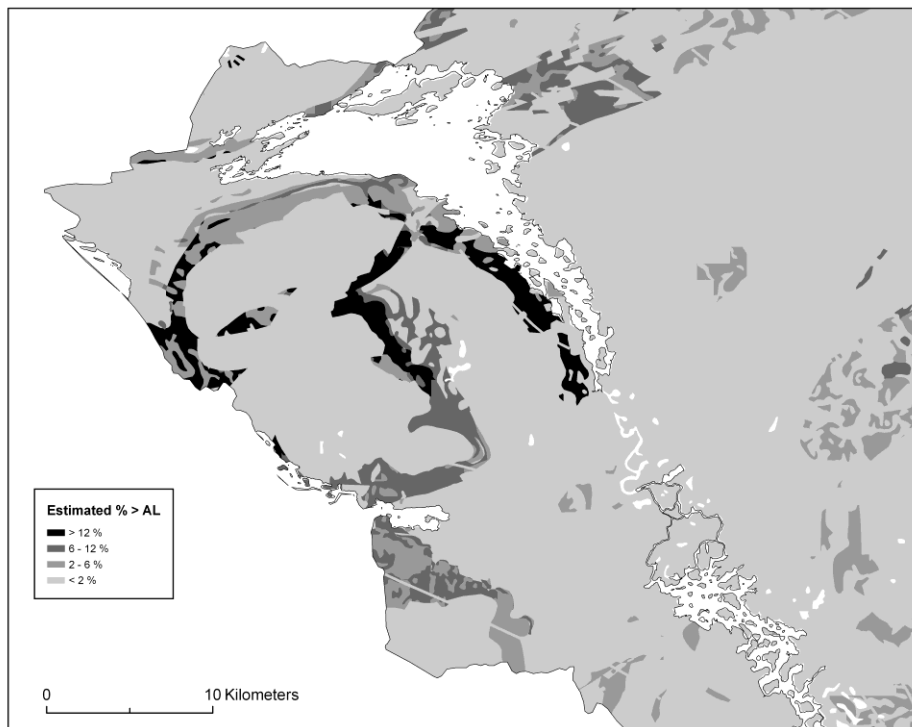 Estimated % > AL
> 12 %
6 - 12 %
2 - 6 %
< 2 %
0 10 Kilometers